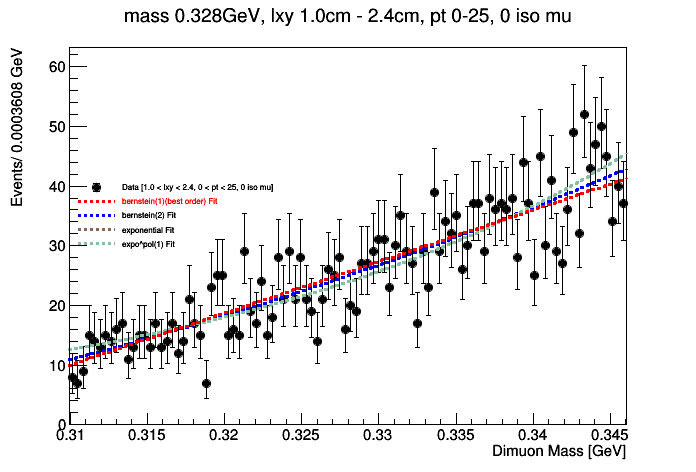 mass 0.328GeV, lxy 1.0cm - 2.4cm, pt 0-25, 0 iso mu
Events/ 0.0003608 GeV
60
50
40
30
20
10
0
Data [1.0 < lxy < 2.4, 0 < pt < 25, 0 iso mu]
bernstein(1)(best order) Fit
bernstein(2) Fit
exponential Fit
expo*pol(1) Fit
0.31 0.315 0.32 0.325 0.33 0.335 0.34 0.345
Dimuon Mass [GeV]